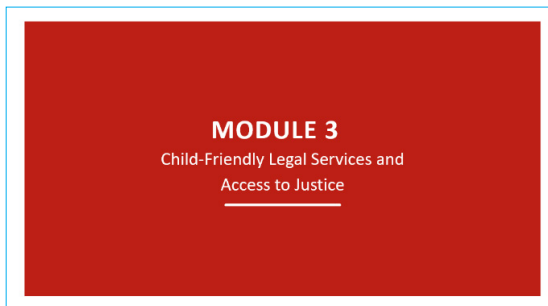 MODULE 3
Child-Friendly Legal Services and
Access to Justice